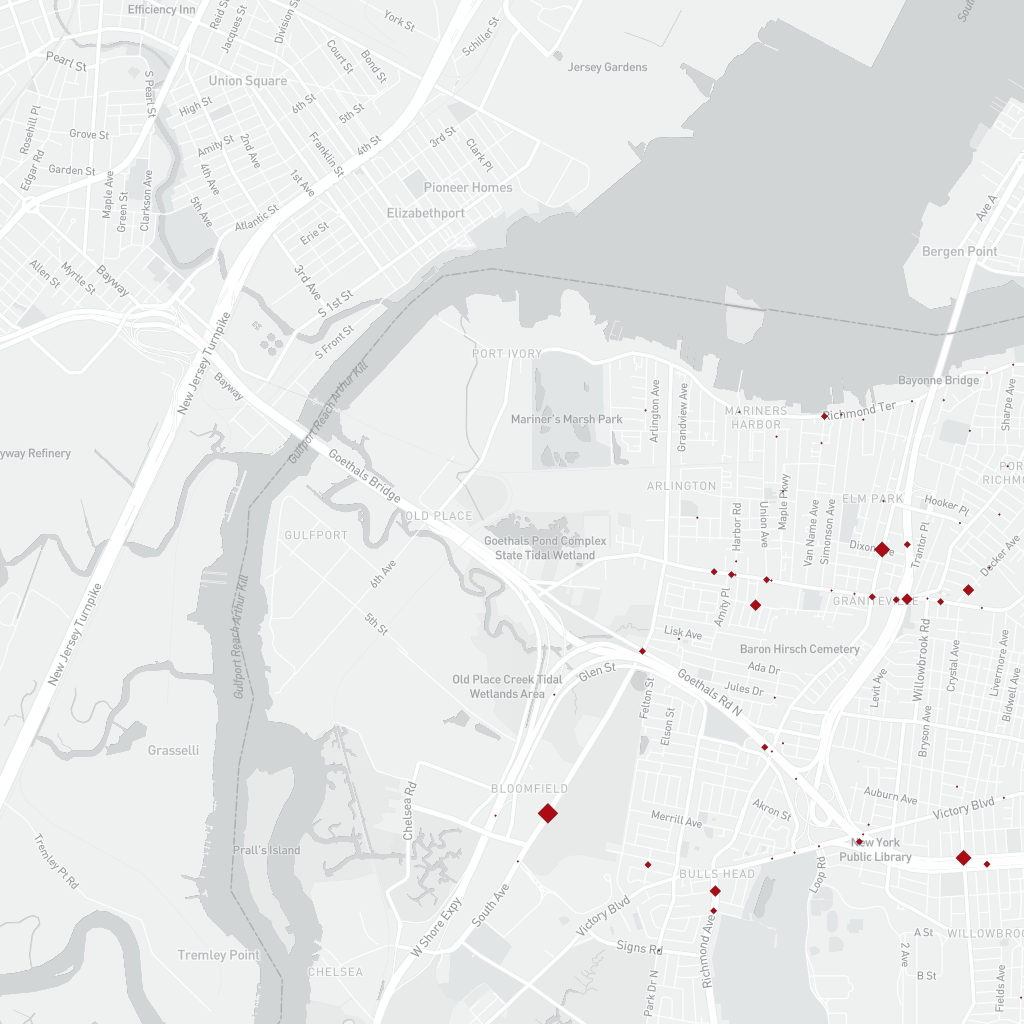 Efficiency Inn
Reid St
Jacques St
Division St
York St
Schiller St
Court St
Bond St
Pearl St
S Pearl St
Union Square
Jersey Gardens
High St
6th St
5th St
4th St
3rd St
Rosehill Pl
Grove St
Amity St
2nd Ave
Franklin St
Clark Pl
Edgar Rd
Garden St
Maple Ave
Green St
Clarkson Ave
4th Ave
5th Ave
1st Ave
Pioneer Homes
Elizabethport
Atlantic St
Erie St
Ave A
Bergen Point
Allen St
Myrtle St
Bayway
3rd Ave
S 1st St
S Front St
New Jersey Turnpike
Bayway
Gulfport Reach Arthur Kill
PORT IVORY
Mariner's Marsh Park
Arlington Ave
Grandview Ave
MARINERS
HARBOR
Richmond Ter
Bayonne Bridge
Sharpe Ave
Goethals Bridge
ARLINGTON
ELM PARK
Hooker Pl
Maple Pkwy
Union Ave
Harbor Rd
Van Name Ave
Simonson Ave
OLD PLACE
GULFPORT
Goethals Pond Complex
State Tidal Wetland
Trantor Pl
Decker Ave
6th Ave
5th St
Amity Pl
GRANITEVILLE
Gulfport Reach Arthur Kill
New Jersey Turnpike
Lisk Ave
Baron Hirsch Cemetery
Ada Dr
Jules Dr
Willowbrook Rd
Crystal Ave
Livermore Ave
Bidwell Ave
Levit Ave
Bryson Ave
Old Place Creek Tidal
Wetlands Area
Glen St
Goethals Rd N
Felton St
Elson St
Grasselli
BLOOMFIELD
Chelsea Rd
Merrill Ave
Akron St
Auburn Ave
Victory Blvd
New York
Public Library
Prall's Island
Tremley Pt Rd
BULLS HEAD
Loop Rd
South Ave
Victory Blvd
W Shore Expy
Signs Rd
Richmond Ave
Park Dr N
A St
2 Ave
B St
Fields Ave
Tremley Point
CHELSEA